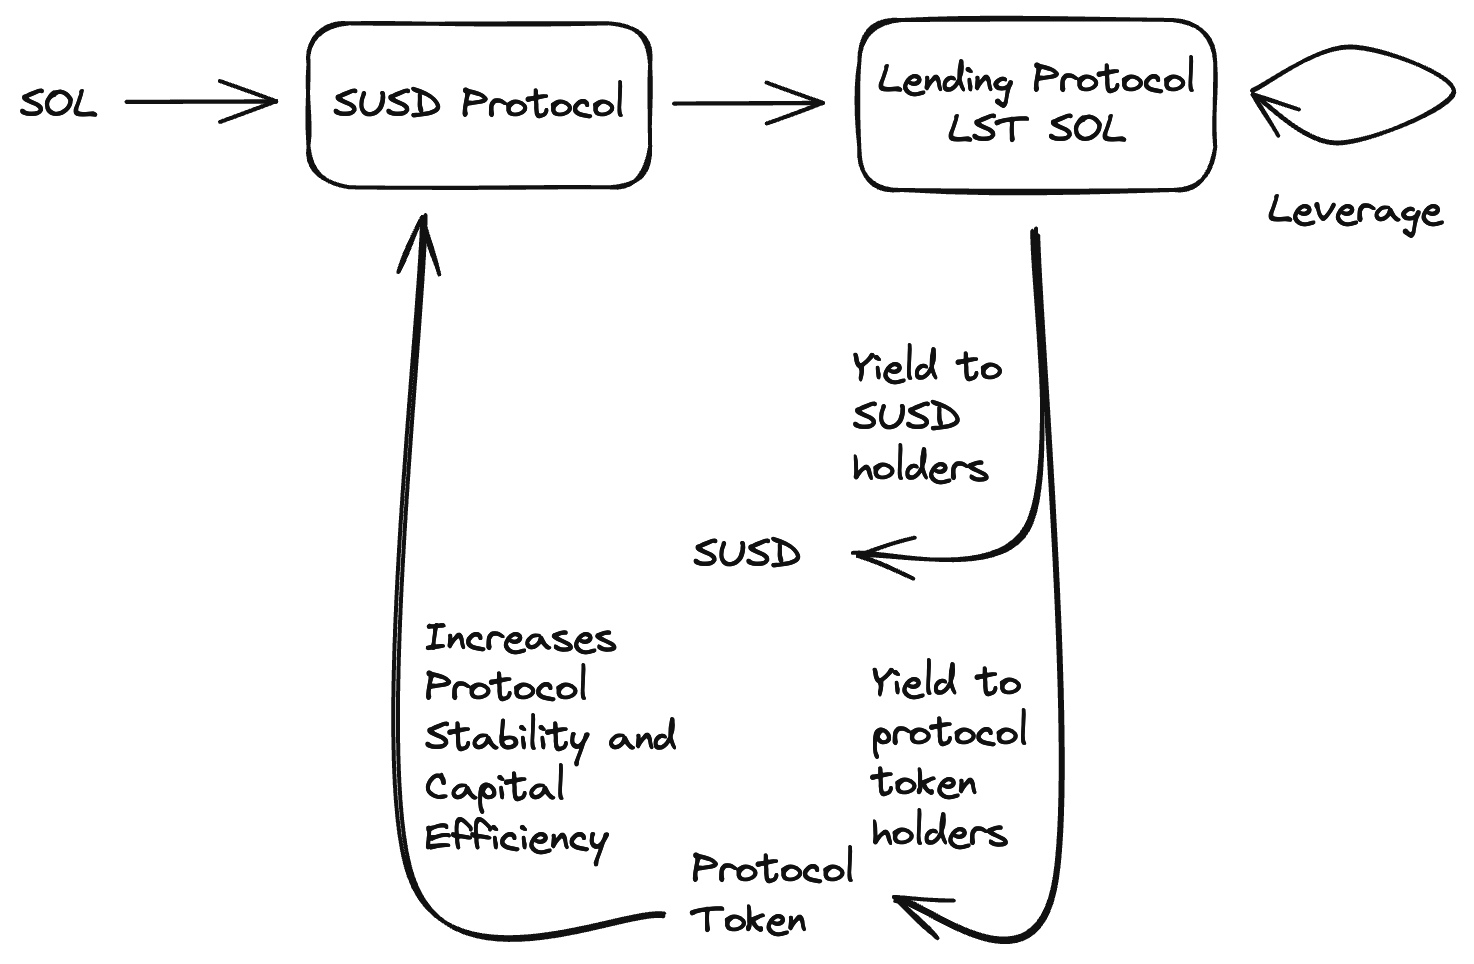 SOL
SUSD Protocol
Lending Protocol
LST SOL
Leverage
Yield to
SUSD
holders
SUSD
Increases
Protocol
Stability and
Capital
Efficiency
Yield to
protocol
token
holders
Protocol
Token